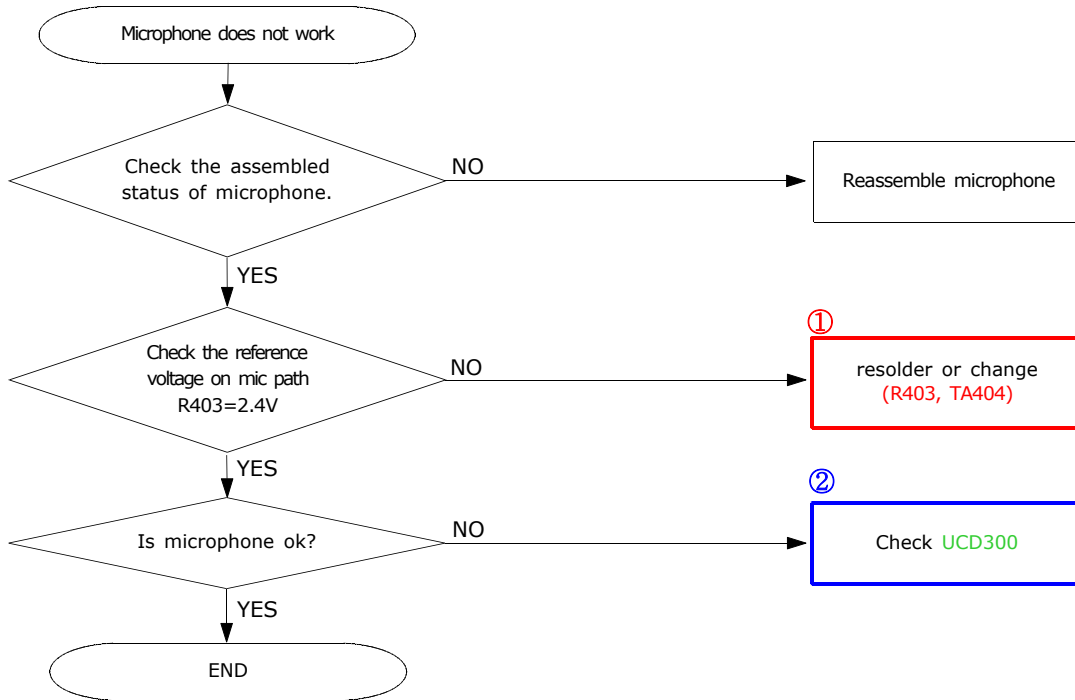 Microphone does not work
Check the assembled
status of microphone.
NO
Reassemble microphone
YES
Check the reference
voltage on mic path
R403=2.4V
NO
①
resolder or change
(R403, TA404)
YES
Is microphone ok?
NO
②
Check UCD300
YES
END